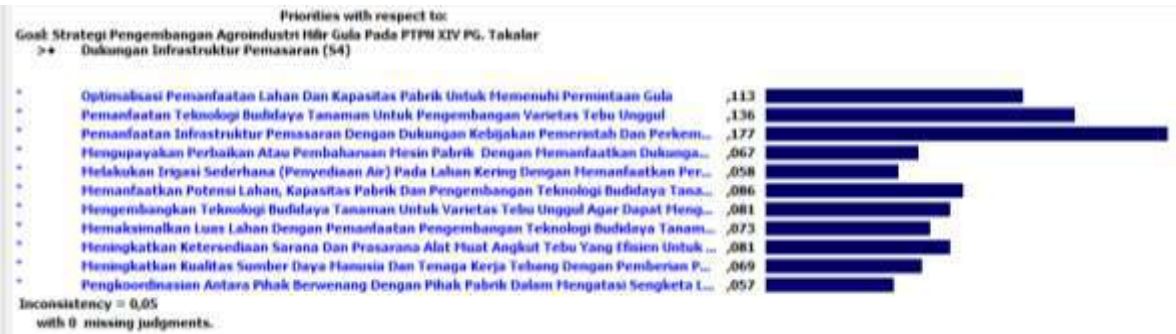 Priorities with respect to:
Goal: Strategi Pengembangan Agroindustri Hilir Gula Pada PTPN XIV PG. Takalar
>+ Dukungan Infrastruktur Pemasaran (S4)
Optimalisasi Pemanfaatan Lahan Dan Kapasitas Pabrik Untuk Memenuhi Permintaan Gula ,113
Pemanfaatan Teknologi Budidaya Tanaman Untuk Pengembangan Varietas Tebu Unggul ,136
Pemanfaatan Infrastruktur Pemasaran Dengan Dukungan Kebijakan Pemerintah Dan Perkem... ,177
Mengupayakan Perbaikan Atau Pembaharuan Mesin Pabrik Dengan Memanfaatkan Dukunga... ,067
Melakukan Irigasi Sederhana (Penyediaan Air) Pada Lahan Kering Dengan Memanfaatkan Per... ,058
Memanfaatkan Potensi Lahan, Kapasitas Pabrik Dan Pengembangan Teknologi Budidaya Tana... ,086
Mengembangkan Teknologi Budidaya Tanaman Untuk Varietas Tebu Unggul Agar Dapat Meng... ,081
Memaksimalkan Luas Lahan Dengan Pemanfaatan Pengembangan Teknologi Budidaya Tanam... ,073
Meningkatkan Ketersediaan Sarana Dan Prasarana Alat Muat Angkut Tebu Yang Efisien Untuk ... ,081
Meningkatkan Kualitas Sumber Daya Manusia Dan Tenaga Kerja Tebang Dengan Pemberian P... ,069
Pengkoordinasian Antara Pihak Berwenang Dengan Pihak Pabrik Dalam Mengatasi Sengketa L... ,057
Inconsistency = 0,05
with 0 missing judgments.